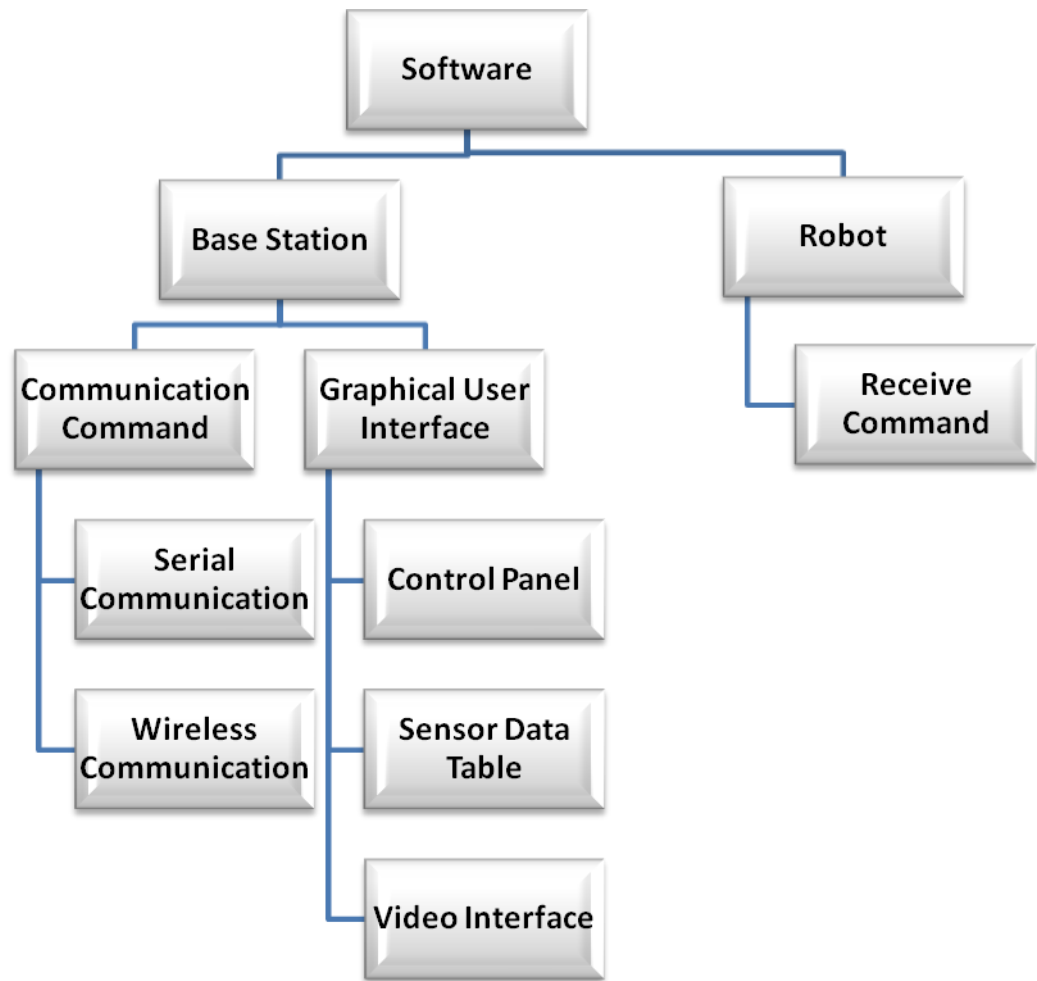 Software
Base Station
Robot
Communication
Command
Graphical User
Interface
Receive
Command
Serial
Communication
Control Panel
Wireless
Communication
Sensor Data
Table
Video Interface